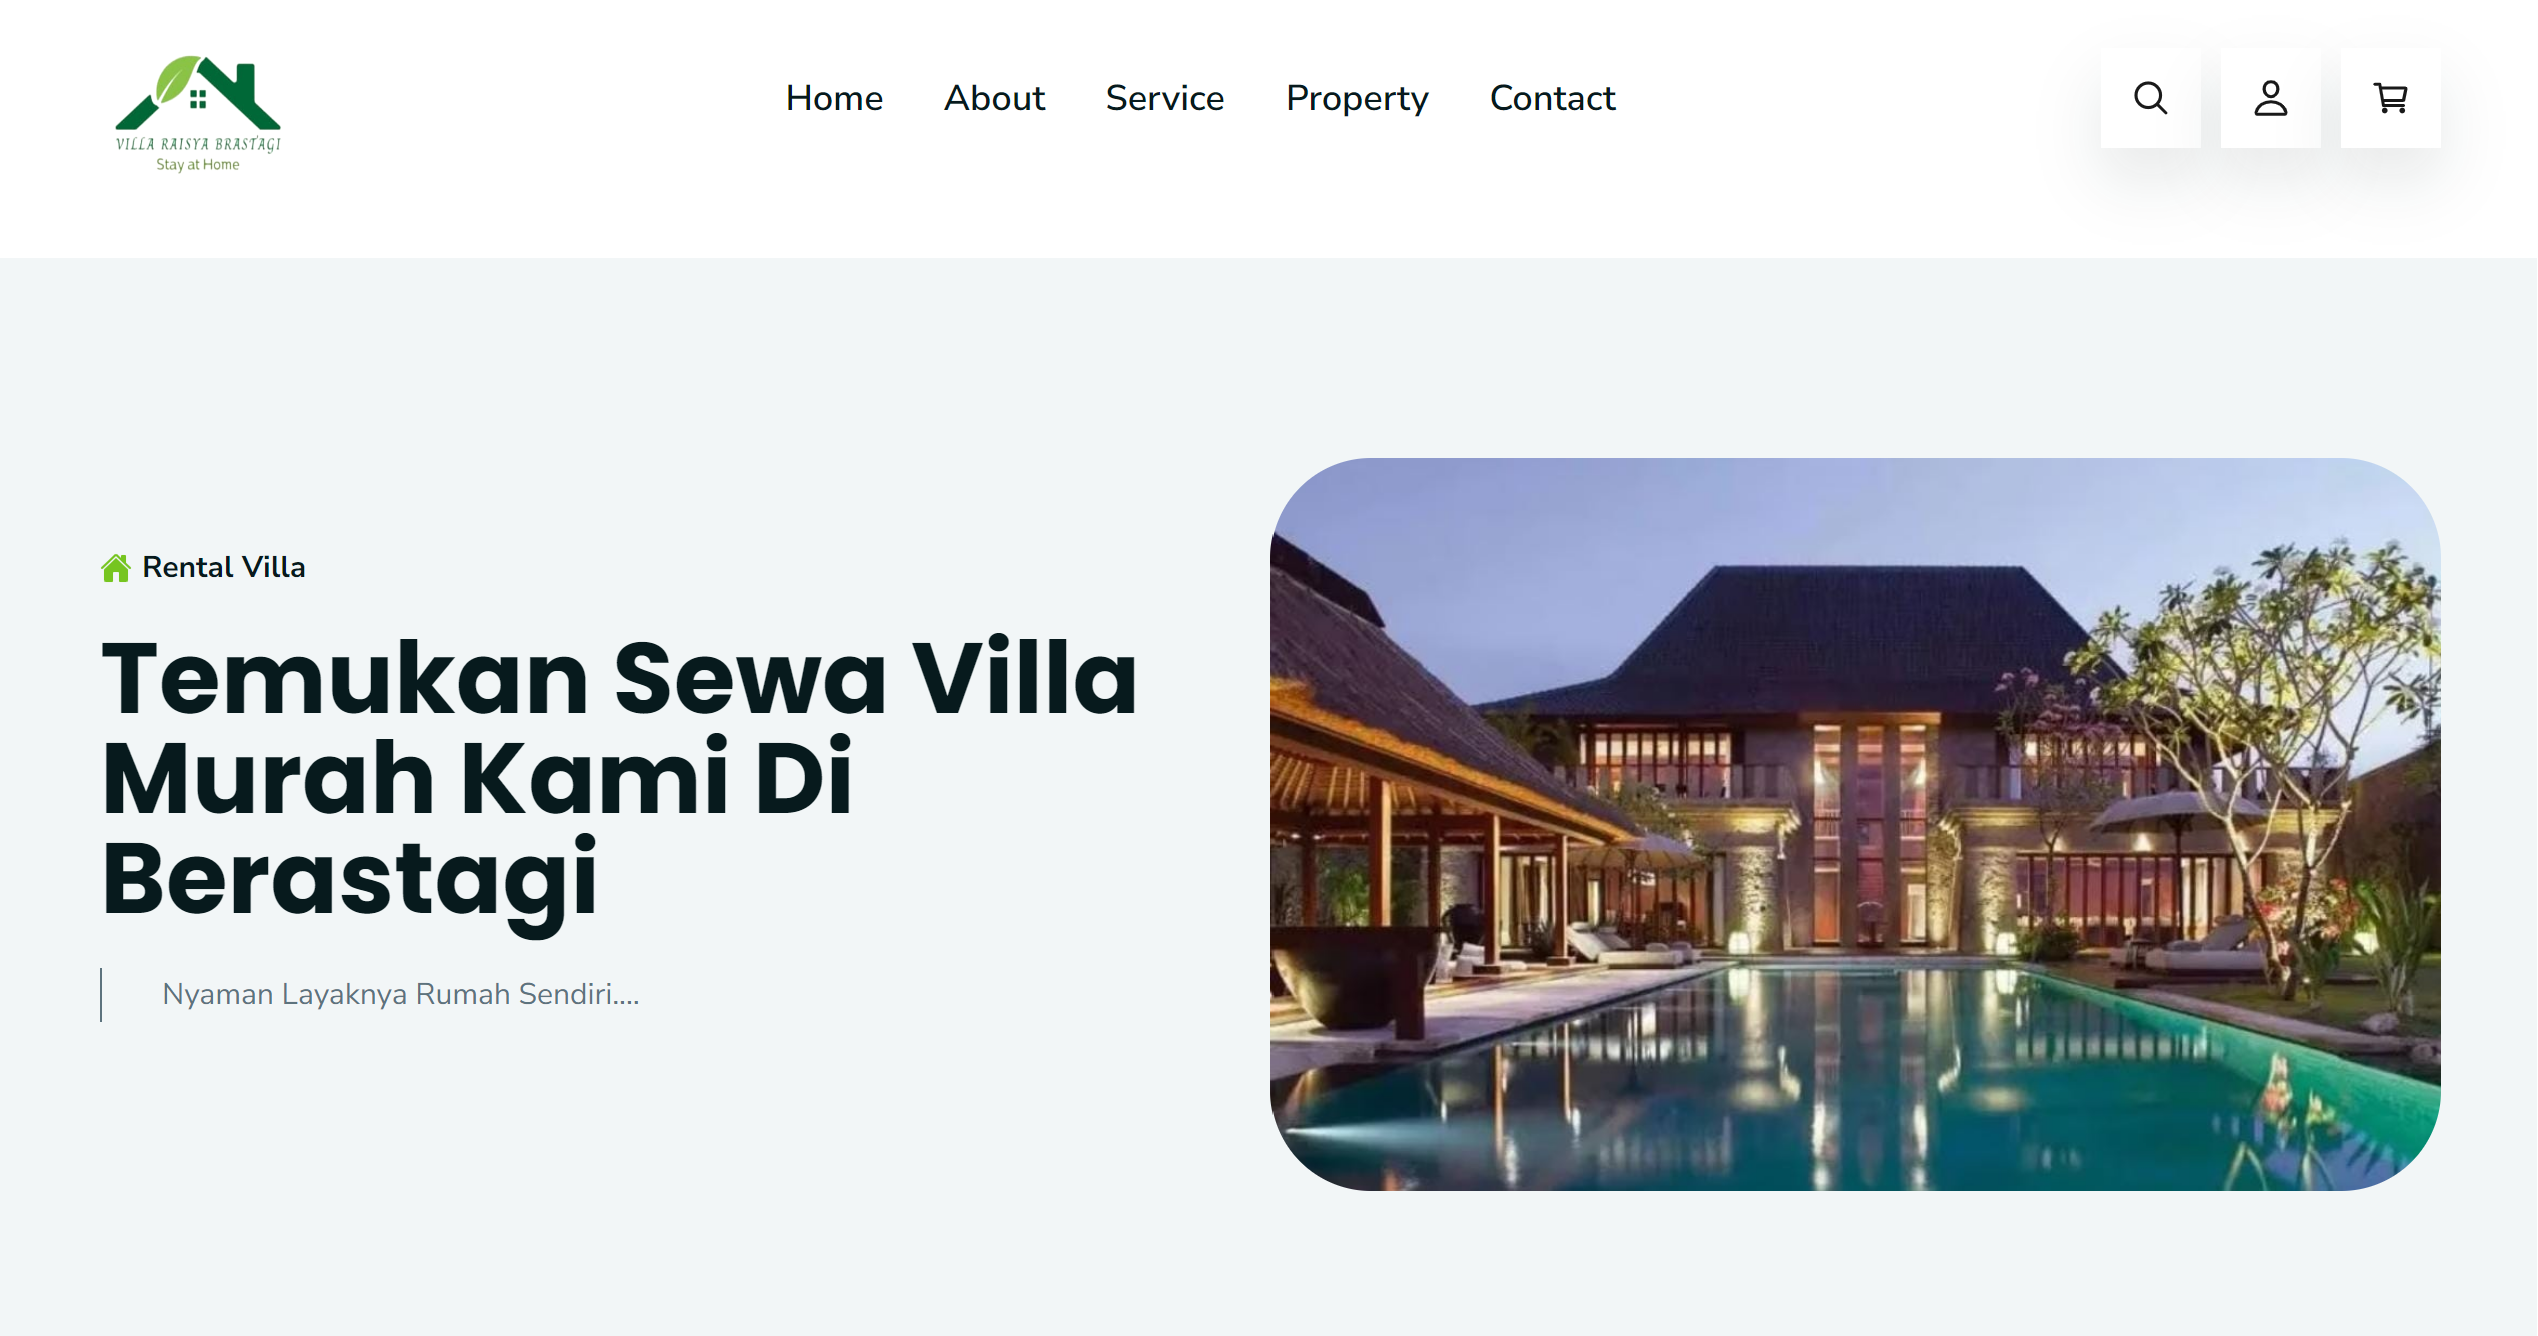 VILLA RAISYA BRASTAGI
Stay at Home
Home
About
Service
Property
Contact
Rental Villa
Temukan Sewa Villa
Murah Kami Di
Berastagi
Nyaman Layaknya Rumah Sendiri....